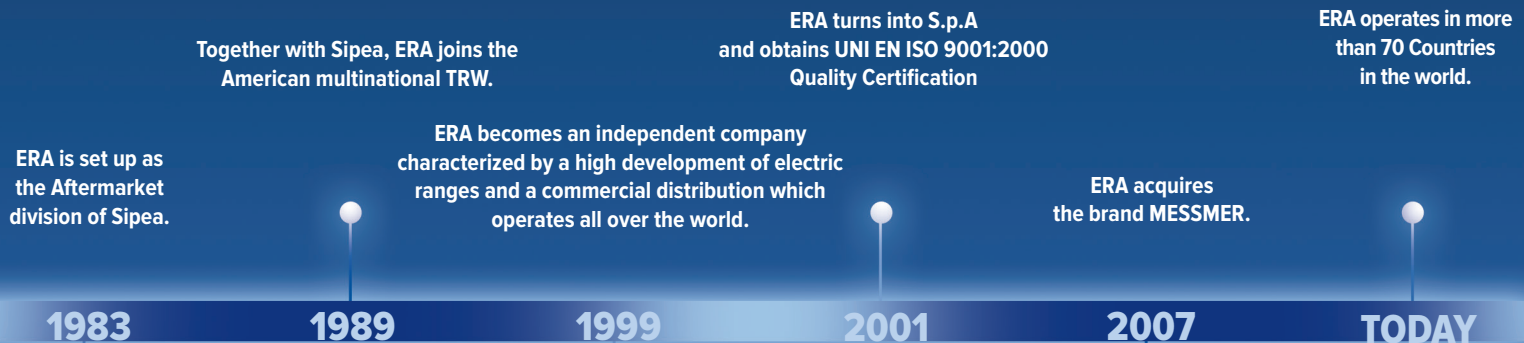 ERA is set up as
the Aftermarket
division of Sipea.
1983
Together with Sipea, ERA joins the
American multinational TRW.
1989
ERA becomes an independent company
characterized by a high development of electric
ranges and a commercial distribution which
operates all over the world.
1999
ERA turns into S.p.A
and obtains UNI EN ISO 9001:2000
Quality Certification
2001
ERA acquires
the brand MESSMER.
2007
ERA operates in more
than 70 Countries
in the world.
TODAY